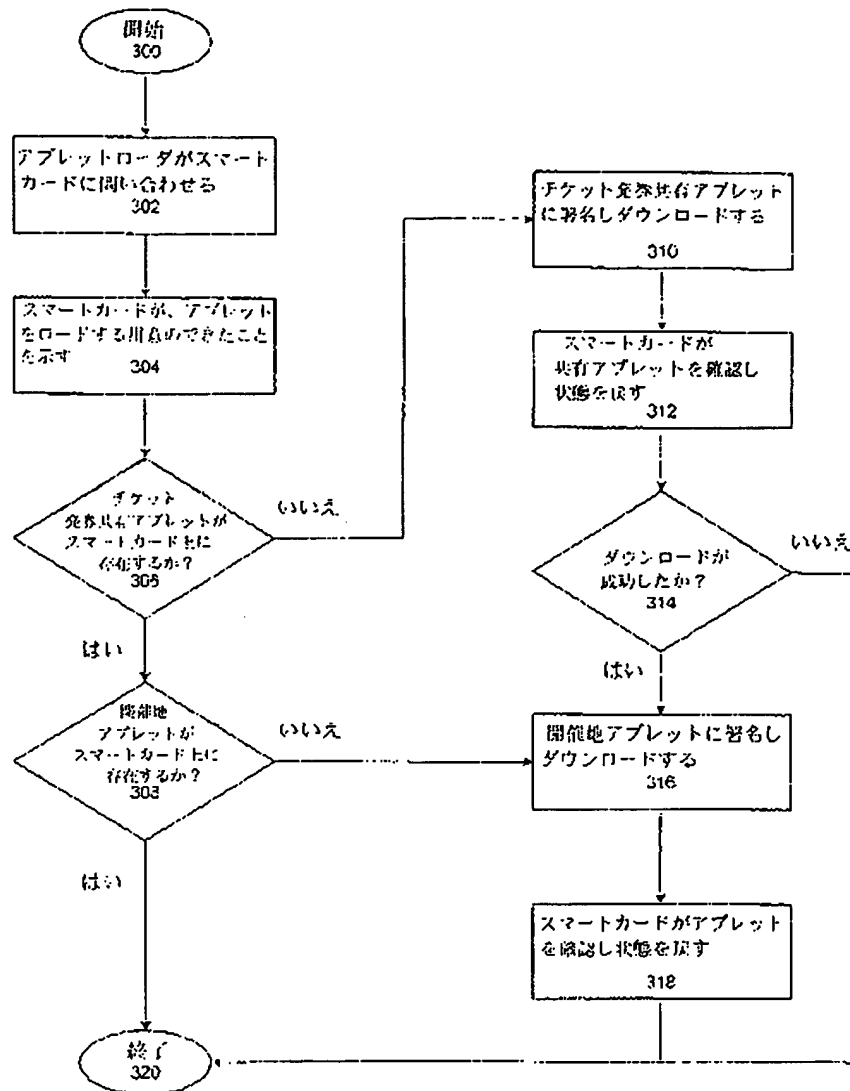 開始
300
アプレットローダがスマート
カードに問い合わせる
302
スマートカードが、アプレット
をロードする用意のできたこと
を示す
304
チケット
発券共有アプレットが
スマートカード上に
存在するか？
306
いいえ
はい
開催地
アプレットが
スマートカード上に
存在するか？
308
いいえ
はい
終了
320
チケット発券共有アプレット
に署名しダウンロードする
310
スマートカードが
共有アプレットを確認し
状態を戻す
312
ダウンロードが
成功したか？
314
いいえ
はい
開催地アプレットに署名し
ダウンロードする
316
スマートカードがアプレット
を確認し状態を戻す
318